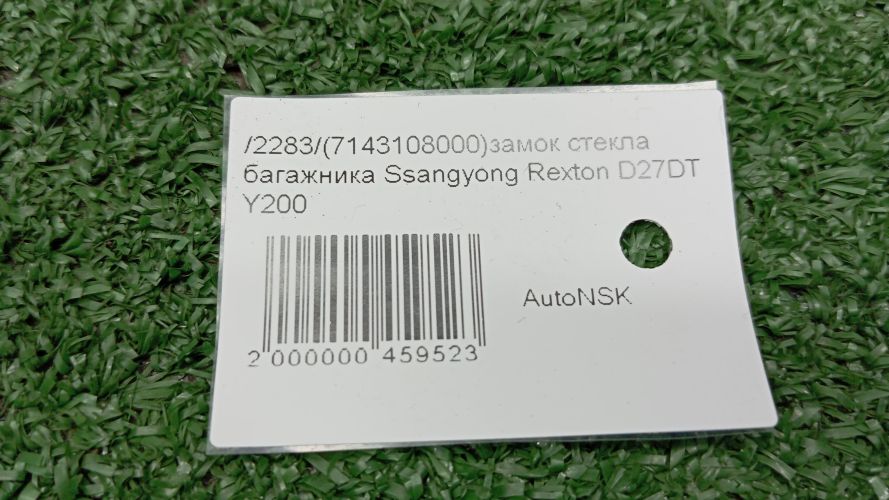 /2283/(7143108000)замок стекла
багажника Ssangyong Rexton D27DT
Y200
AutoNSK
2 000000 459523